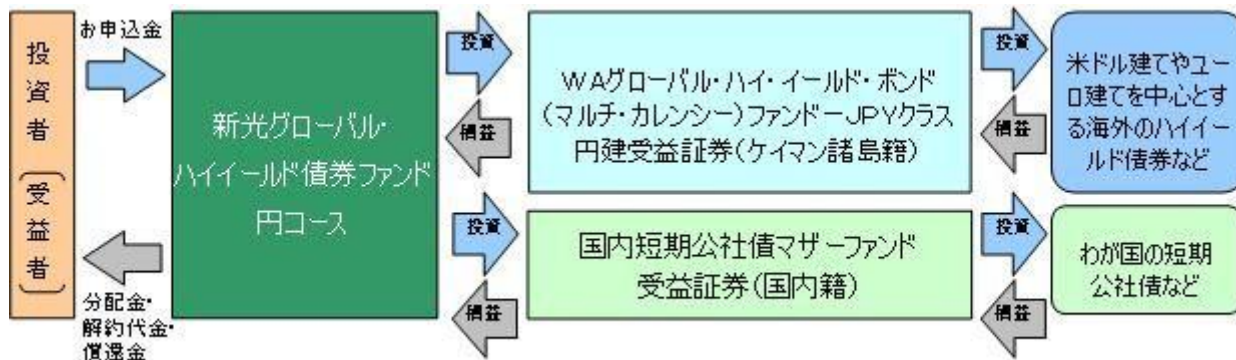 投資者(受益者)
お申込金
分配金・
解約代金・
償還金
新光グローバル・
ハイイールド債券ファンド
円コース
投資
損益
投資
損益
WAグローバル・ハイ・イールド・ボンド
(マルチ・カレンシー)ファンドーJPYクラス
円建受益証券(ケイマン諸島籍)
国内短期公社債マザーファンド
受益証券(国内籍)
投資
損益
投資
損益
米ドル建てやユー
ロ建てを中心とす
る海外のハイイー
ルド債券など
わが国の短期
公社債など